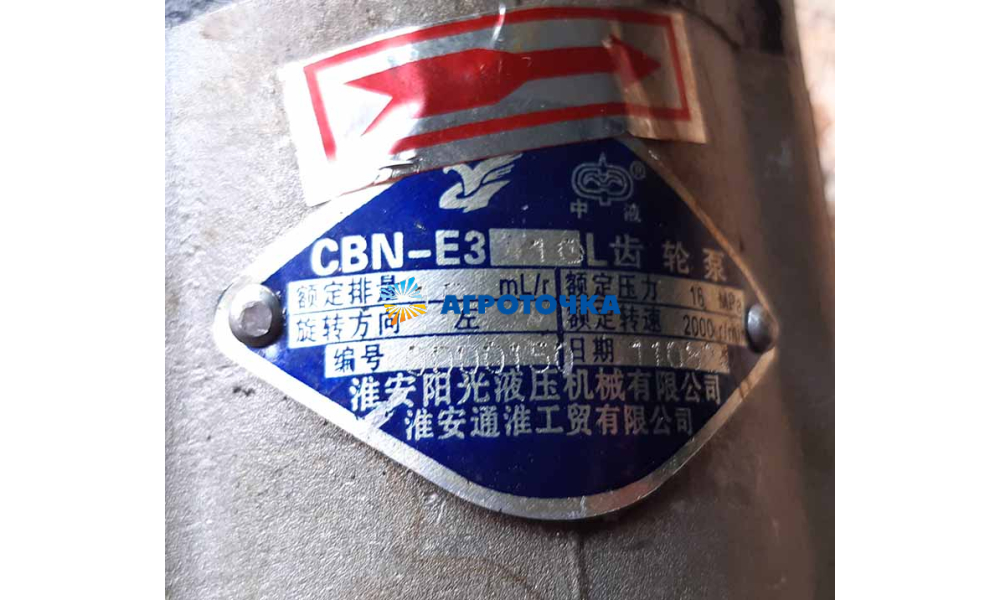 中液®
CBN-E3 16L 齿轮泵
额定排量 mL/r 额定压力 16 MPa
АГРОТОЧКА
旋转方向 左 额定转速 2000 r/min
编号 日期
淮安阳光液压机械有限公司
淮安通淮工贸有限公司